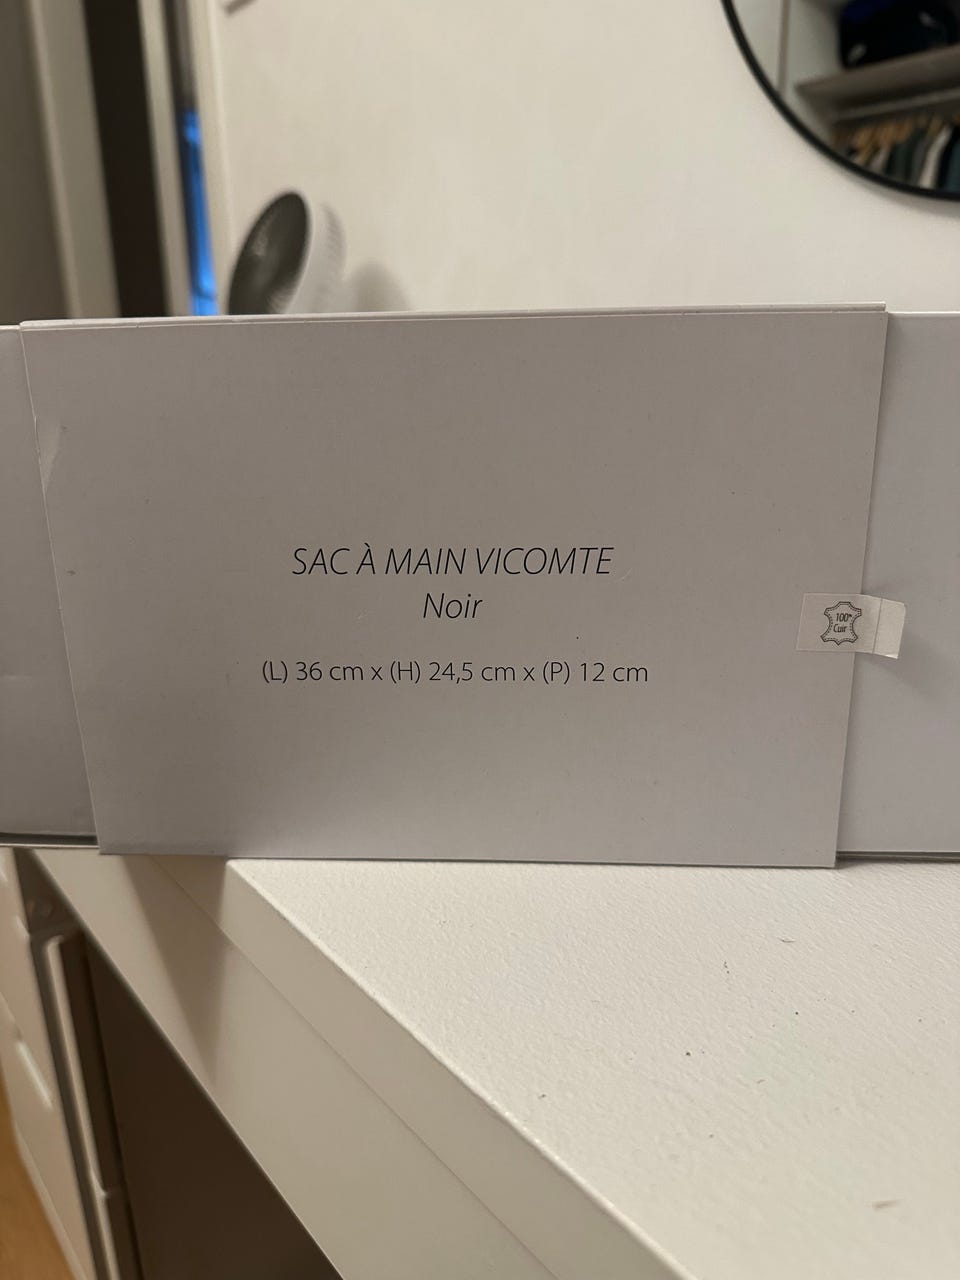 SAC À MAIN VICOMTE
Noir
(L) 36 cm x (H) 24,5 cm x (P) 12 cm
100%
Cuir